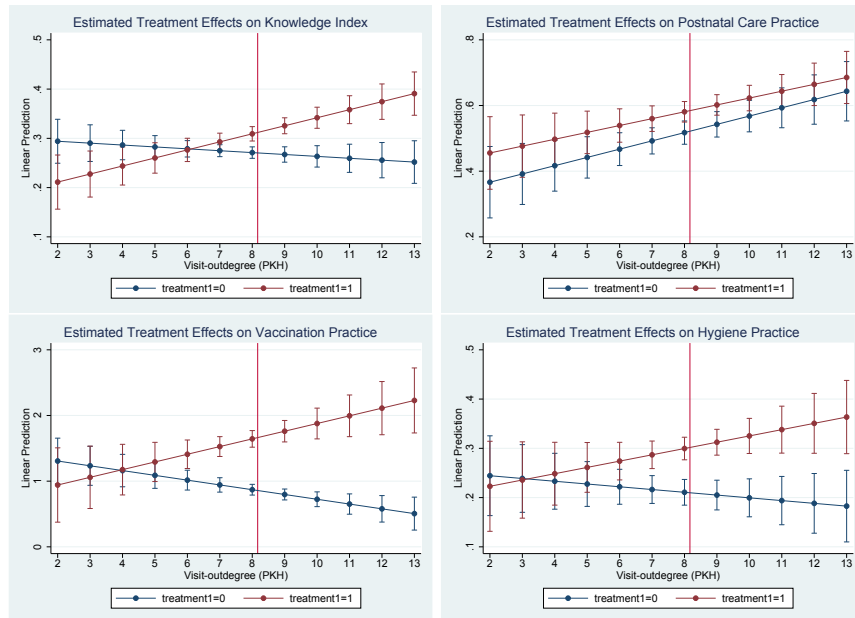 Estimated Treatment Effects on Knowledge Index
.5
.4
.3
.2
.1
Linear Prediction
2 3 4 5 6 7 8 9 10 11 12 13
Visit-outdegree (PKH)
treatment1=0 treatment1=1
Estimated Treatment Effects on Postnatal Care Practice
.8
.6
.4
.2
Linear Prediction
2 3 4 5 6 7 8 9 10 11 12 13
Visit-outdegree (PKH)
treatment1=0 treatment1=1
Estimated Treatment Effects on Vaccination Practice
3
2
1
0
Linear Prediction
2 3 4 5 6 7 8 9 10 11 12 13
Visit-outdegree (PKH)
treatment1=0 treatment1=1
Estimated Treatment Effects on Hygiene Practice
.5
.4
.3
.2
.1
Linear Prediction
2 3 4 5 6 7 8 9 10 11 12 13
Visit-outdegree (PKH)
treatment1=0 treatment1=1